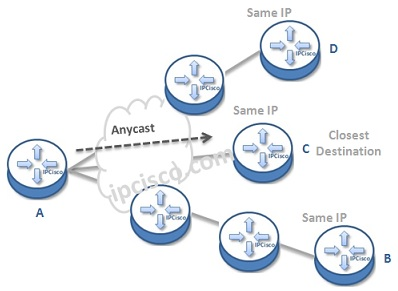 Same IP
D
IPCisco
IPCisco
Same IP
Anycast
IPCisco
C
Closest
Destination
IPCisco
ipcisco.com
A
IPCisco
IPCisco
Same IP
IPCisco
B